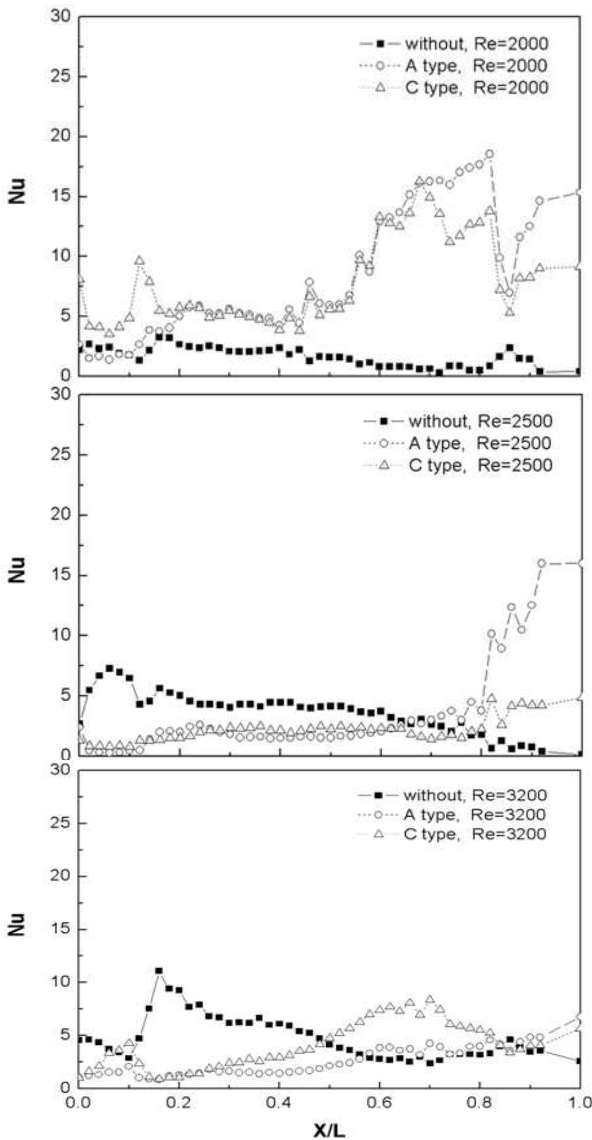 30
25
20
15
10
5
0
Nu
without, Re=2000
A type, Re=2000
C type, Re=2000
30
25
20
15
10
5
0
Nu
without, Re=2500
A type, Re=2500
C type, Re=2500
30
25
20
15
10
5
0
Nu
without, Re=3200
A type, Re=3200
C type, Re=3200
0.0 0.2 0.4 0.6 0.8 1.0
X/L